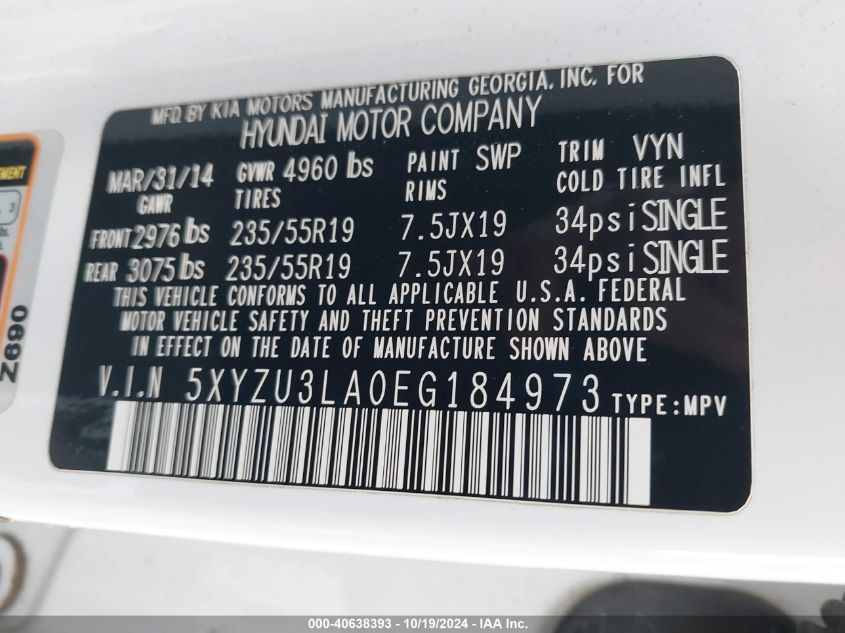 MFD BY KIA MOTORS MANUFACTURING GEORGIA, INC. FOR
HYUNDAI MOTOR COMPANY
MAR/31/14 GVWR 4960 lbs PAINT SWP TRIM VYN
GAWR TIRES RIMS COLD TIRE INFL
FRONT 2976 lbs 235/55R19 7.5JX19 34psi SINGLE
REAR 3075 lbs 235/55R19 7.5JX19 34psi SINGLE
THIS VEHICLE CONFORMS TO ALL APPLICABLE U.S.A. FEDERAL
MOTOR VEHICLE SAFETY AND THEFT PREVENTION STANDARDS
IN EFFECT ON THE DATE OF MANUFACTURE SHOWN ABOVE
V.I.N 5XYZU3LA0EG184973 TYPE:MPV
Z690
000-40638393 - 10/19/2024 - IAA Inc.